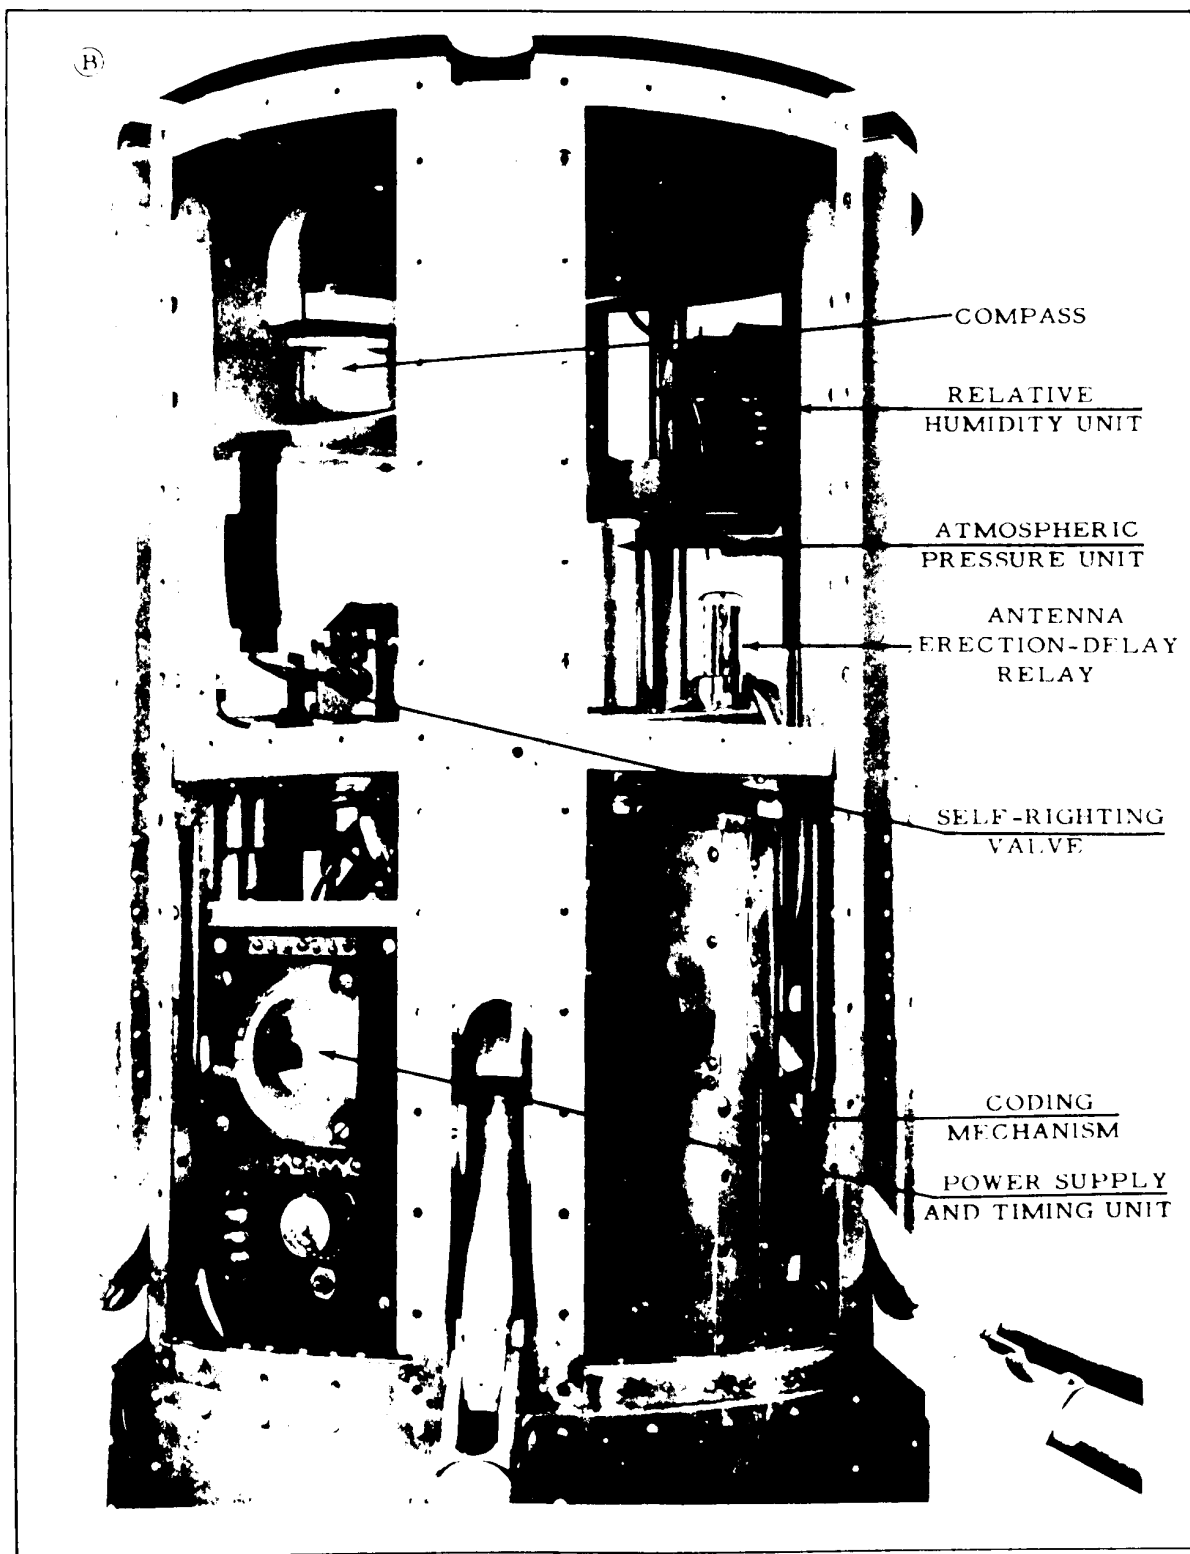 B
COMPASS
RELATIVE
HUMIDITY UNIT
ATMOSPHERIC
PRESSURE UNIT
ANTENNA
ERECTION-DELAY
RELAY
SELF-RIGHTING
VALVE
CODING
MECHANISM
POWER SUPPLY
AND TIMING UNIT